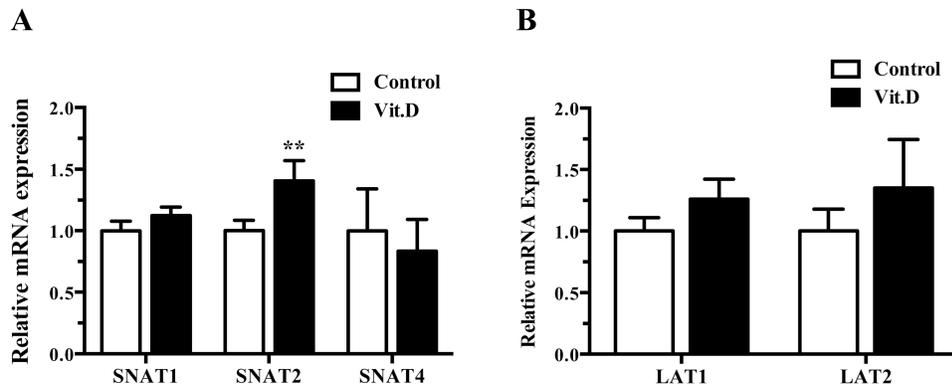 A
Control
Vit.D
Relative mRNA expression
2.0
1.5
1.0
0.5
0.0
**
SNAT1 SNAT2 SNAT4
B
Control
Vit.D
Relative mRNA Expression
2.0
1.5
1.0
0.5
0.0
LAT1 LAT2